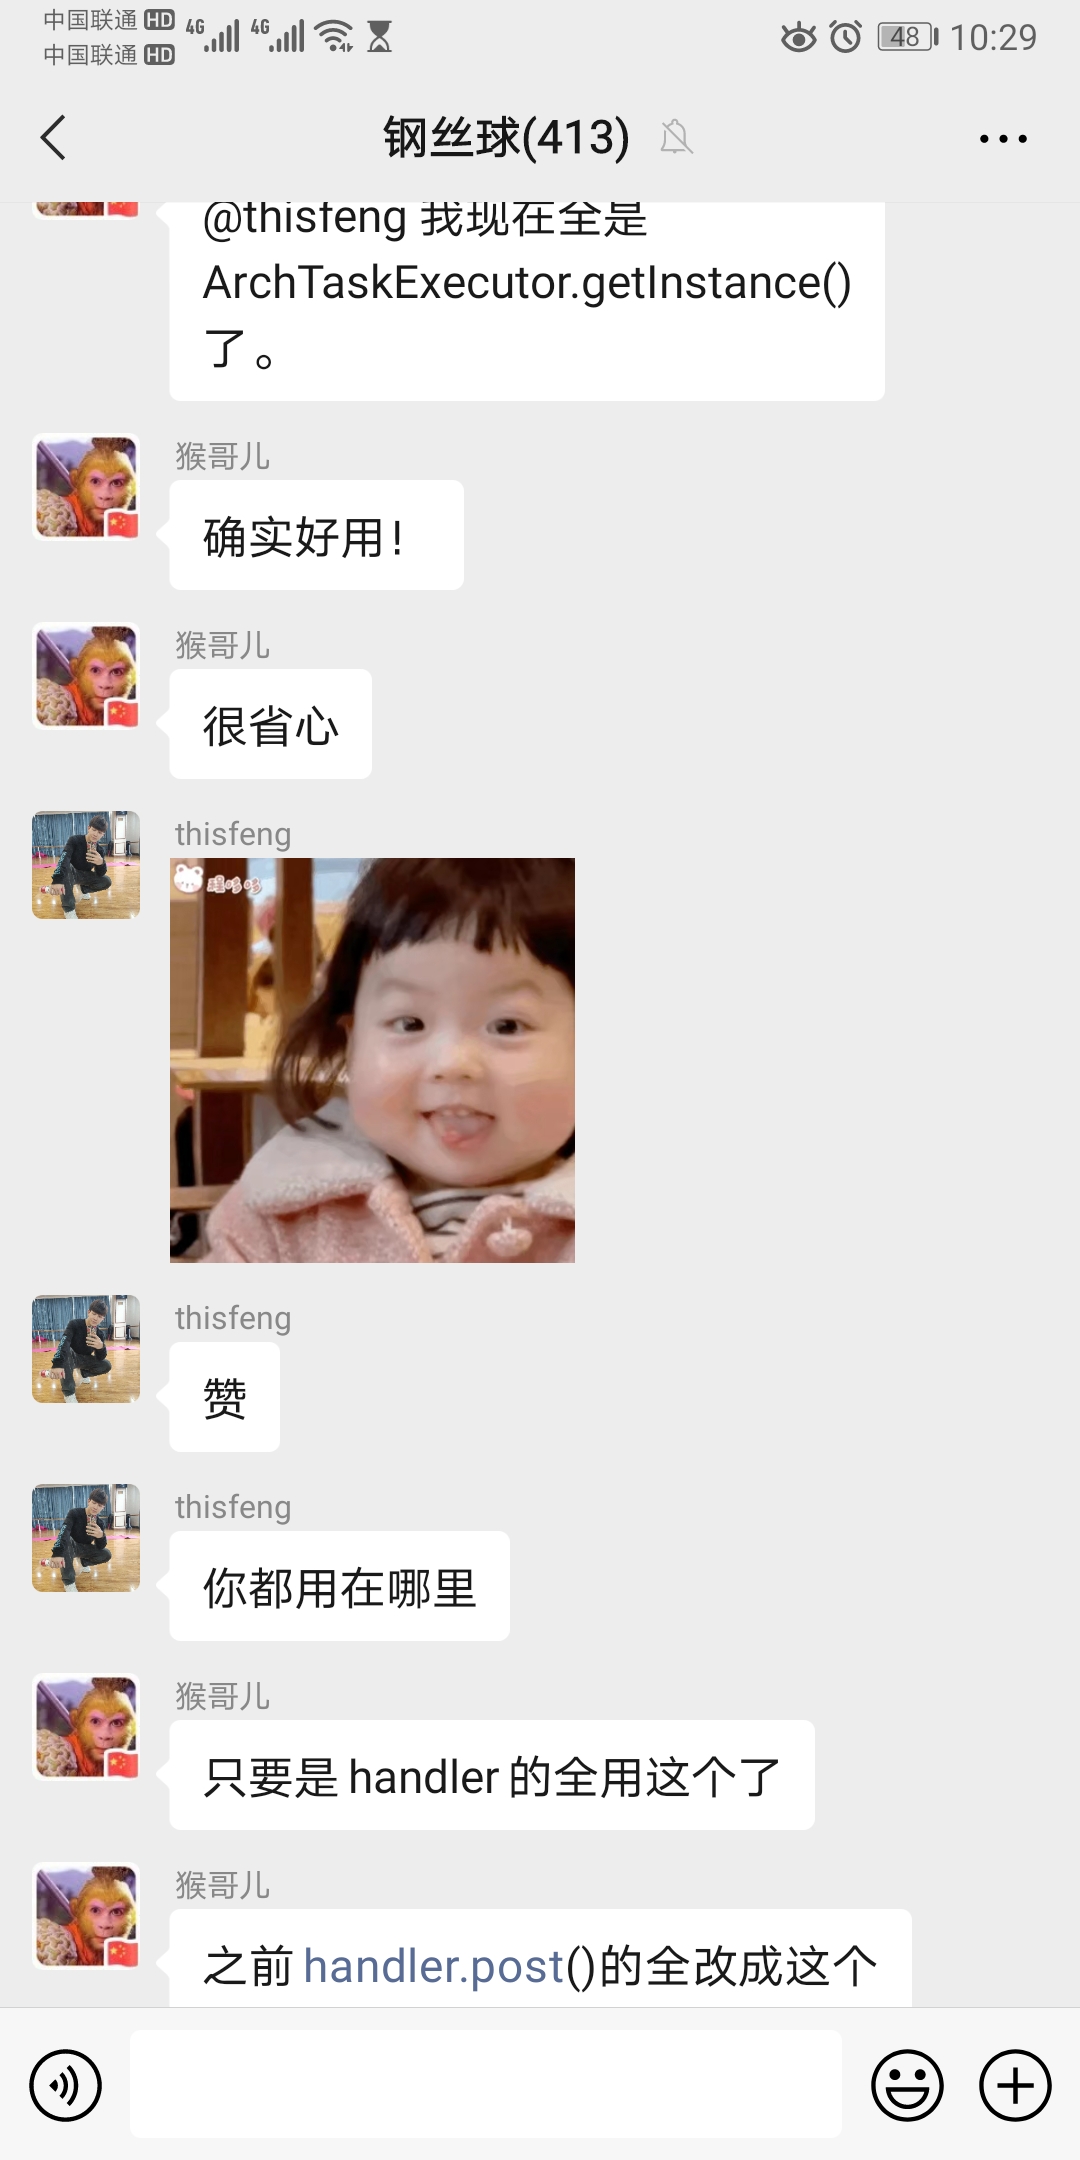 中国联通 HD 4G 4G
中国联通 HD
48 10:29
钢丝球(413)
@thisfeng 我现在全是
ArchTaskExecutor.getInstance()
了。
猴哥儿
确实好用!
猴哥儿
很省心
thisfeng
程哆哆
thisfeng
赞
thisfeng
你都用在哪里
猴哥儿
只要是 handler 的全用这个了
猴哥儿
之前 handler.post()的全改成这个